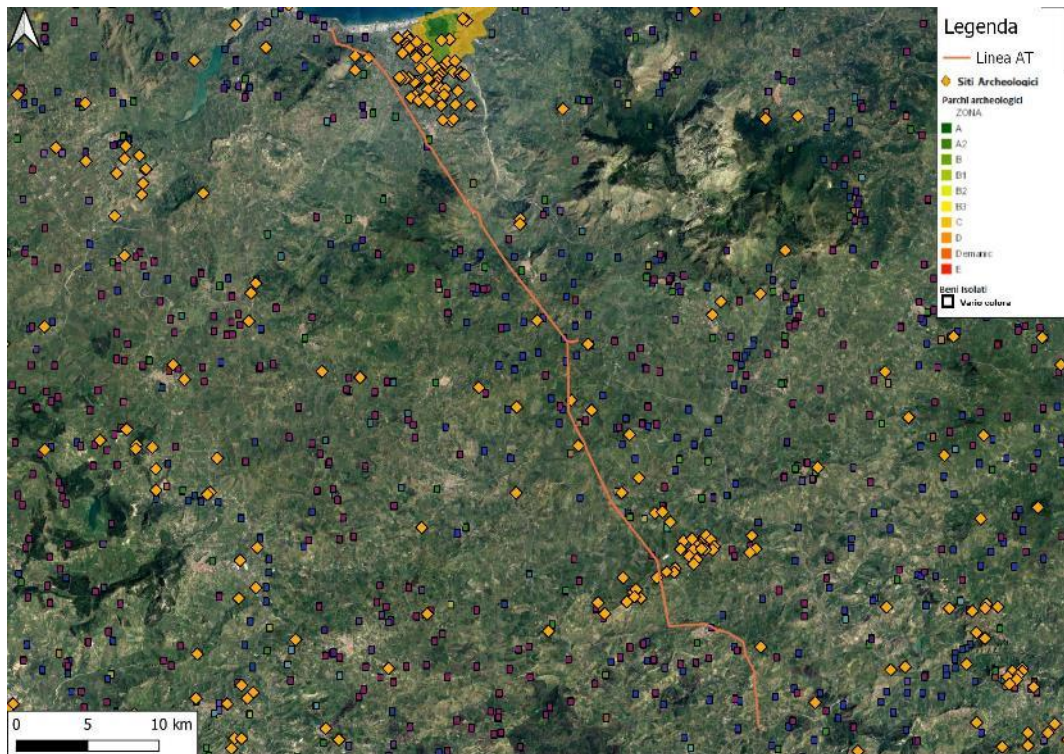 Legenda
Linea AT
Siti Archeologici
Parchi archeologici
ZONA
A
A2
B
B1
B2
B3
C
D
Demanic
E
Beni Isolati
Vario colore
0 5 10 km